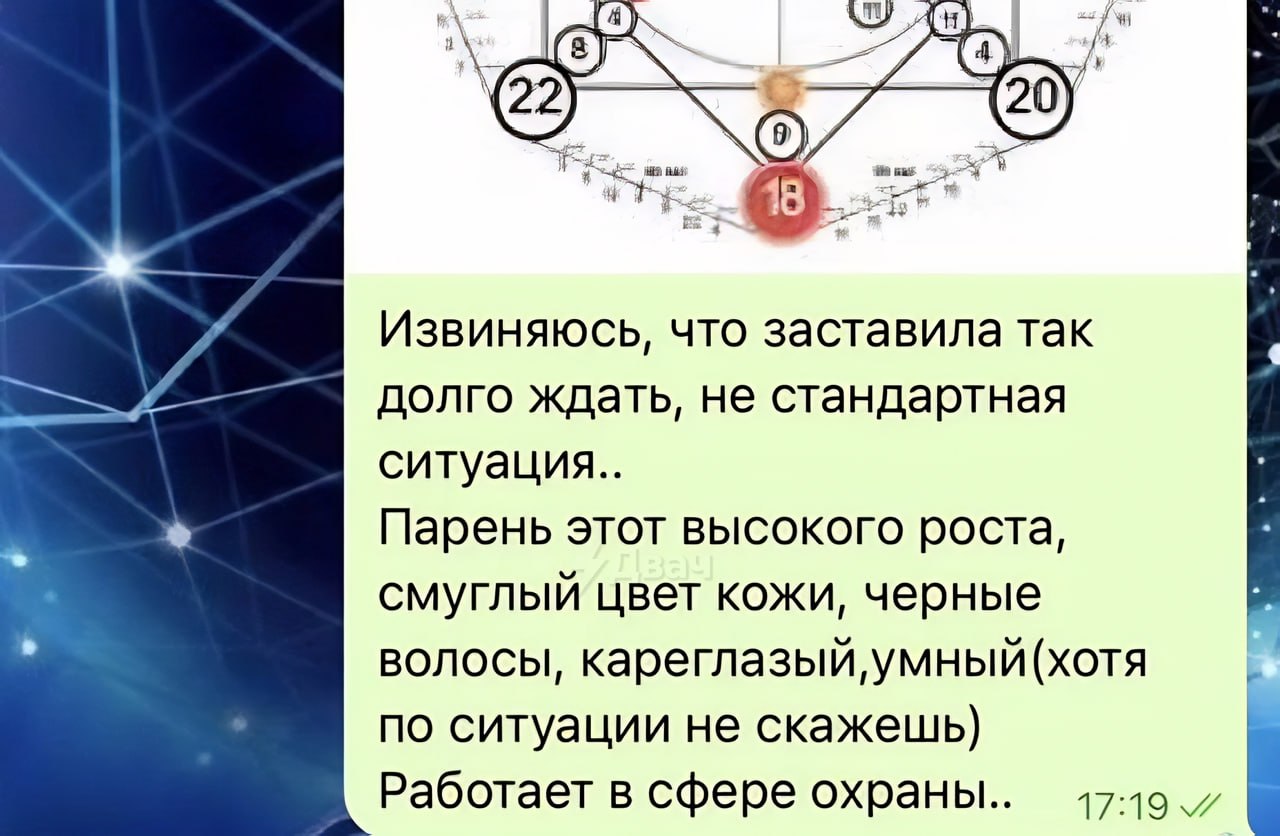 4
11
11
8
4
22
20
9
18
Извиняюсь, что заставила так
долго ждать, не стандартная
ситуация..
Парень этот высокого роста,
Двач
смуглый цвет кожи, черные
волосы, кареглазый,умный(хотя
по ситуации не скажешь)
Работает в сфере охраны..
17:19